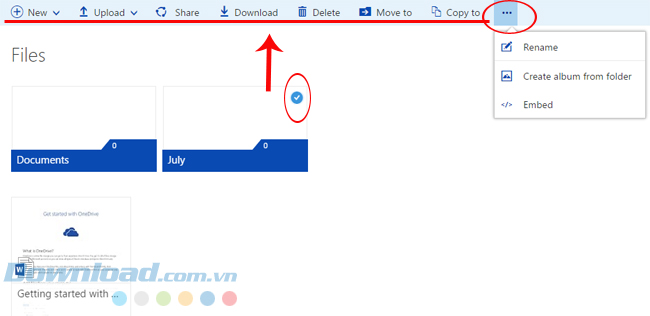 New
Upload
Share
Download
Delete
Move to
Copy to
...
Rename
Create album from folder
</> Embed
Files
0
Documents
0
July
Get started with OneDrive
What is OneDrive?
Download.com.vn
Getting started with ...